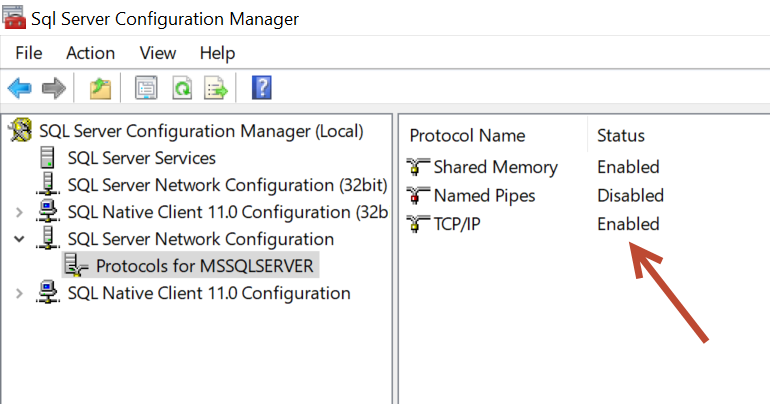 Sql Server Configuration Manager
File Action View Help
SQL Server Configuration Manager (Local)
SQL Server Services
SQL Server Network Configuration (32bit)
SQL Native Client 11.0 Configuration (32b
SQL Server Network Configuration
Protocols for MSSQLSERVER
SQL Native Client 11.0 Configuration
Protocol Name Status
Shared Memory Enabled
Named Pipes Disabled
TCP/IP Enabled